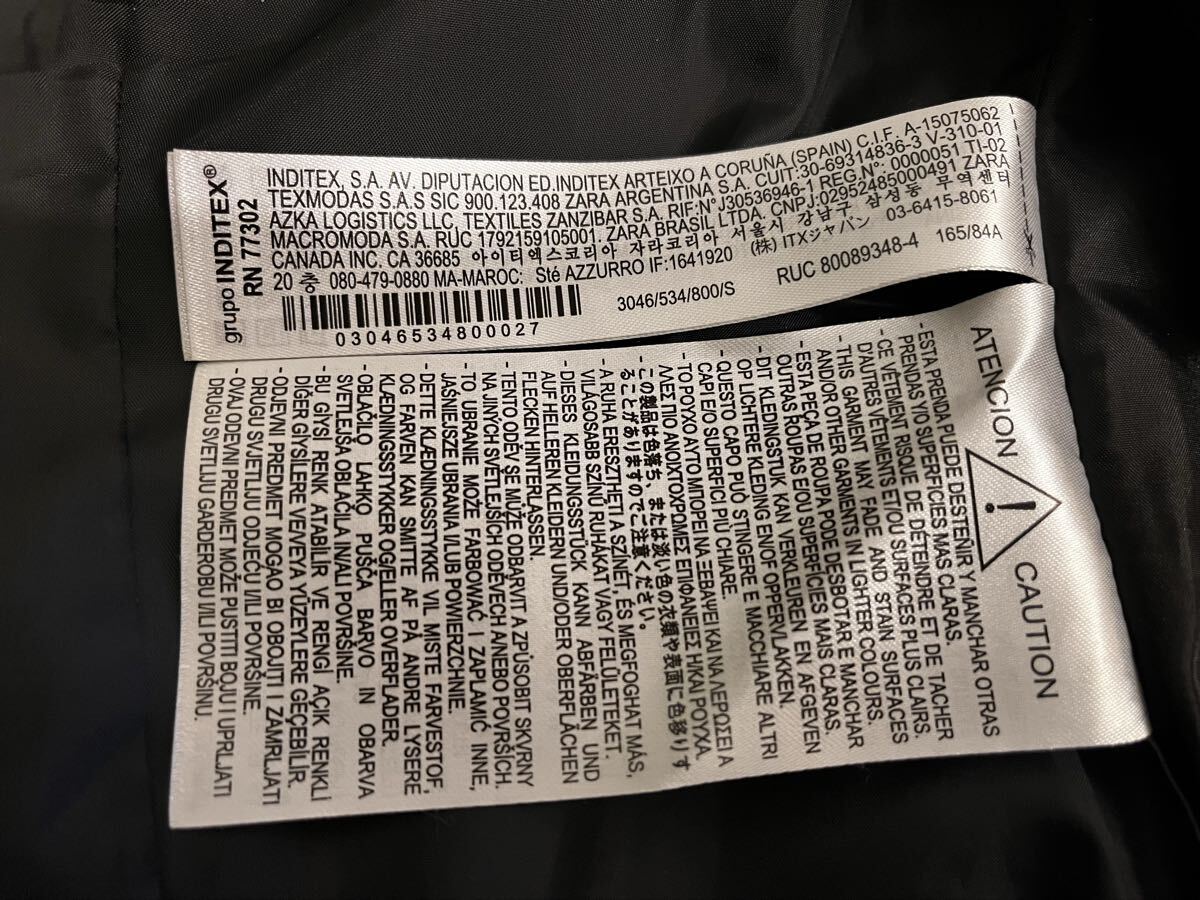 grupo INDITEX®
RN 77302
INDITEX, S.A. AV. DIPUTACION ED.INDITEX ARTEIXO A CORUÑA (SPAIN) C.I.F. A-15075062
TEXMODAS S.A.S SIC 900.123.408 ZARA ARGENTINA S.A. CUIT:30-69314836-3 V-310-01
AZKA LOGISTICS LLC, TEXTILES ZANZIBAR S.A. RIF:Nº J30536946-1 REG.Nº: 0000051 TI-02
MACROMODA S.A. RUC 1792159105001. ZARA BRASIL LTDA. CNPJ:02952485000491 ZARA
CANADA INC. CA 36685 아이티엑스코리아 자라코리아 서울시 강남구 삼성동 무역센터
20 층 080-479-0880 MA-MAROC: Sté AZZURRO IF:1641920 (株) ITXジャパン 03-6415-8061
03046534800027
3046/534/800/S
RUC 80089348-4 165/84A
ATENCION CAUTION
- ESTA PRENDA PUEDE DESTEÑIR Y MANCHAR OTRAS
PRENDAS Y/O SUPERFICIES MAS CLARAS.
- CE VÊTEMENT RISQUE DE DÉTEINDRE ET DE TACHER
D'AUTRES VÊTEMENTS ET/OU SURFACES PLUS CLAIRS.
- THIS GARMENT MAY FADE AND STAIN SURFACES
AND/OR OTHER GARMENTS IN LIGHTER COLOURS.
- ESTA PEÇA DE ROUPA PODE DESBOTAR E MANCHAR
OUTRAS ROUPAS E/OU SUPERFÍCIES MAIS CLARAS.
- DIT KLEDINGSTUK KAN VERKLEUREN EN AFGEVEN
OP LICHTERE KLEDING EN/OF OPPERVLAKKEN.
- QUESTO CAPO PUÒ STINGERE E MACCHIARE ALTRI
CAPI E/O SUPERFICI PIÙ CHIARE.
- ΤΟ ΡΟΥΧΟ ΑΥΤΟ ΜΠΟΡΕΙ ΝΑ ΞΕΒΑΨΕΙ ΚΑΙ ΝΑ ΛΕΡΩΣΕΙ ΑΛ-
ΛΕΣ ΠΙΟ ΑΝΟΙΧΤΟΧΡΩΜΕΣ ΕΠΙΦΑΝΕΙΕΣ Η/ΚΑΙ ΡΟΥΧΑ.
- この製品は色落ち、または淡い色の衣類や表面に色移りす
ることがありますのでご注意ください。
- A RUHA ERESZTHETI A SZÍNÉT, ÉS MEGFOGHAT MÁS,
VILÁGOSABB SZÍNŰ RUHÁKAT VAGY FELÜLETEKET.
- DIESES KLEIDUNGSSTÜCK KANN ABFÄRBEN UND
AUF HELLEREN KLEIDERN UND/ODER OBERFLÄCHEN
FLECKEN HINTERLASSEN.
- TENTO ODĚV SE MŮŽE ODBARVIT A ZPŮSOBIT SKVRNY
NA JINÝCH SVĚTLEJŠÍCH ODĚVECH A/NEBO POVRŠÍCH.
- TO UBRANIE MOŻE FARBOWAĆ I ZAPLAMIĆ INNE,
JAŚNIEJSZE UBRANIA I/LUB POWIERZCHNIE.
- DETTE KLÆDNINGSSTYKKE VIL MISTE FARVESTOF,
OG FARVEN KAN SMITTE AF PÅ ANDRE LYSERE
KLÆDNINGSSTYKKER OG/ELLER OVERFLADER.
- OBLAČILO LAHKO PUŠČA BARVO IN OBARVA
SVETLEJŠA OBLAČILA IN/ALI POVRŠINE.
- BU GİYSİ RENK ATABİLİR VE RENGİ AÇIK RENKLİ
DİĞER GİYSİLERE VE/VEYA YÜZEYLERE GEÇEBİLİR.
- ODJEVNI PREDMET MOGAO BI OBOJITI I ZAMRLJATI
DRUGU SVJETLIJU ODJEĆU I/ILI POVRŠINE.
- OVAJ ODEVNI PREDMET MOŽE PUSTITI BOJU I UPRLJATI
DRUGU SVETLIJU GARDEROBU I/ILI POVRŠINU.